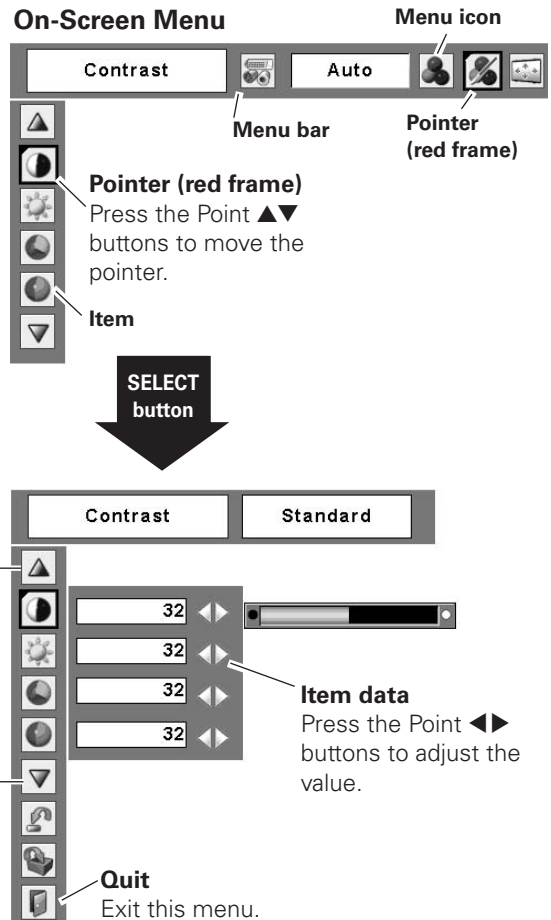 On-Screen Menu
Menu icon
Contrast
Auto
Menu bar
Pointer
(red frame)
Pointer (red frame)
Press the Point ▲▼
buttons to move the
pointer.
Item
SELECT
button
Contrast
Standard
32
32
32
32
Item data
Press the Point ◀▶
buttons to adjust the
value.
Quit
Exit this menu.